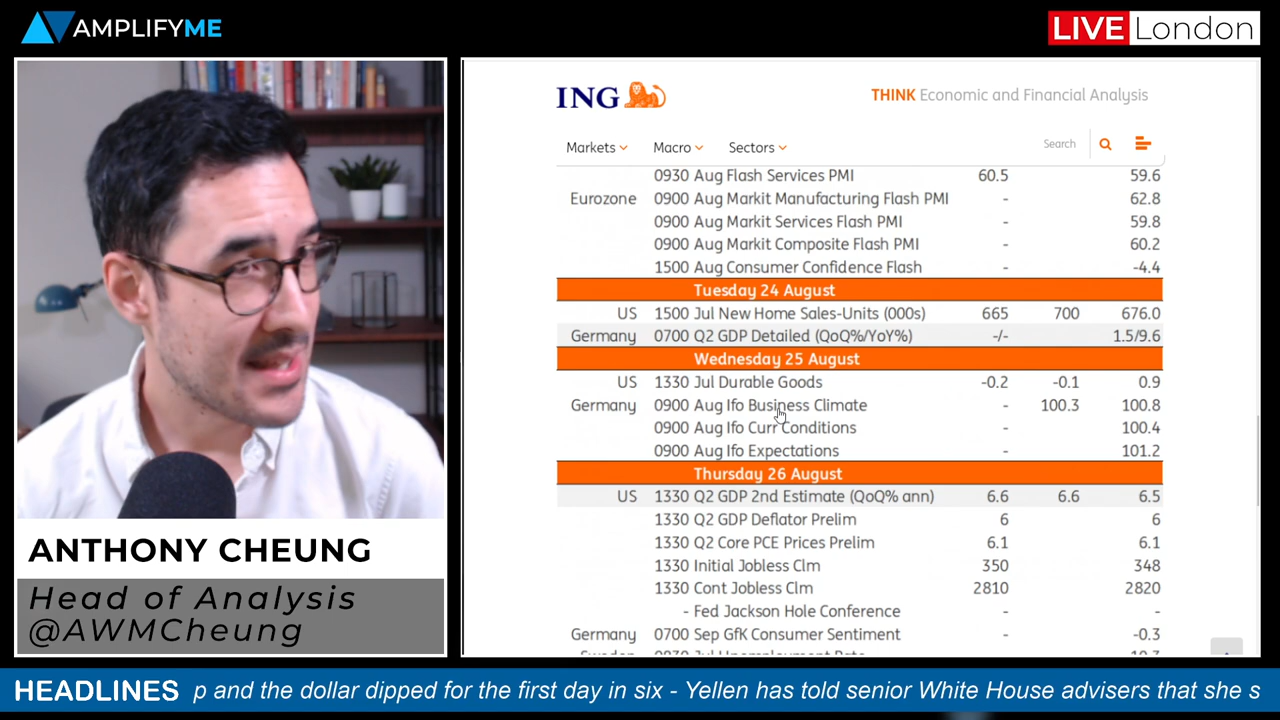 AMPLIFYME
LIVE London
ING
THINK Economic and Financial Analysis
Markets Macro Sectors Search
0930 Aug Flash Services PMI 60.5 59.6
Eurozone 0900 Aug Markit Manufacturing Flash PMI - 62.8
0900 Aug Markit Services Flash PMI - 59.8
0900 Aug Markit Composite Flash PMI - 60.2
1500 Aug Consumer Confidence Flash - -4.4
Tuesday 24 August
US 1500 Jul New Home Sales-Units (000s) 665 700 676.0
Germany 0700 Q2 GDP Detailed (QoQ%/YoY%) -/- 1.5/9.6
Wednesday 25 August
US 1330 Jul Durable Goods -0.2 -0.1 0.9
Germany 0900 Aug Ifo Business Climate - 100.3 100.8
0900 Aug Ifo Curr Conditions - 100.4
0900 Aug Ifo Expectations - 101.2
Thursday 26 August
US 1330 Q2 GDP 2nd Estimate (QoQ% ann) 6.6 6.6 6.5
1330 Q2 GDP Deflator Prelim 6 6
1330 Q2 Core PCE Prices Prelim 6.1 6.1
1330 Initial Jobless Clm 350 348
1330 Cont Jobless Clm 2810 2820
- Fed Jackson Hole Conference - -
Germany 0700 Sep GfK Consumer Sentiment - -0.3
ANTHONY CHEUNG
Head of Analysis
@AWMCheung
HEADLINES p and the dollar dipped for the first day in six - Yellen has told senior White House advisers that she s